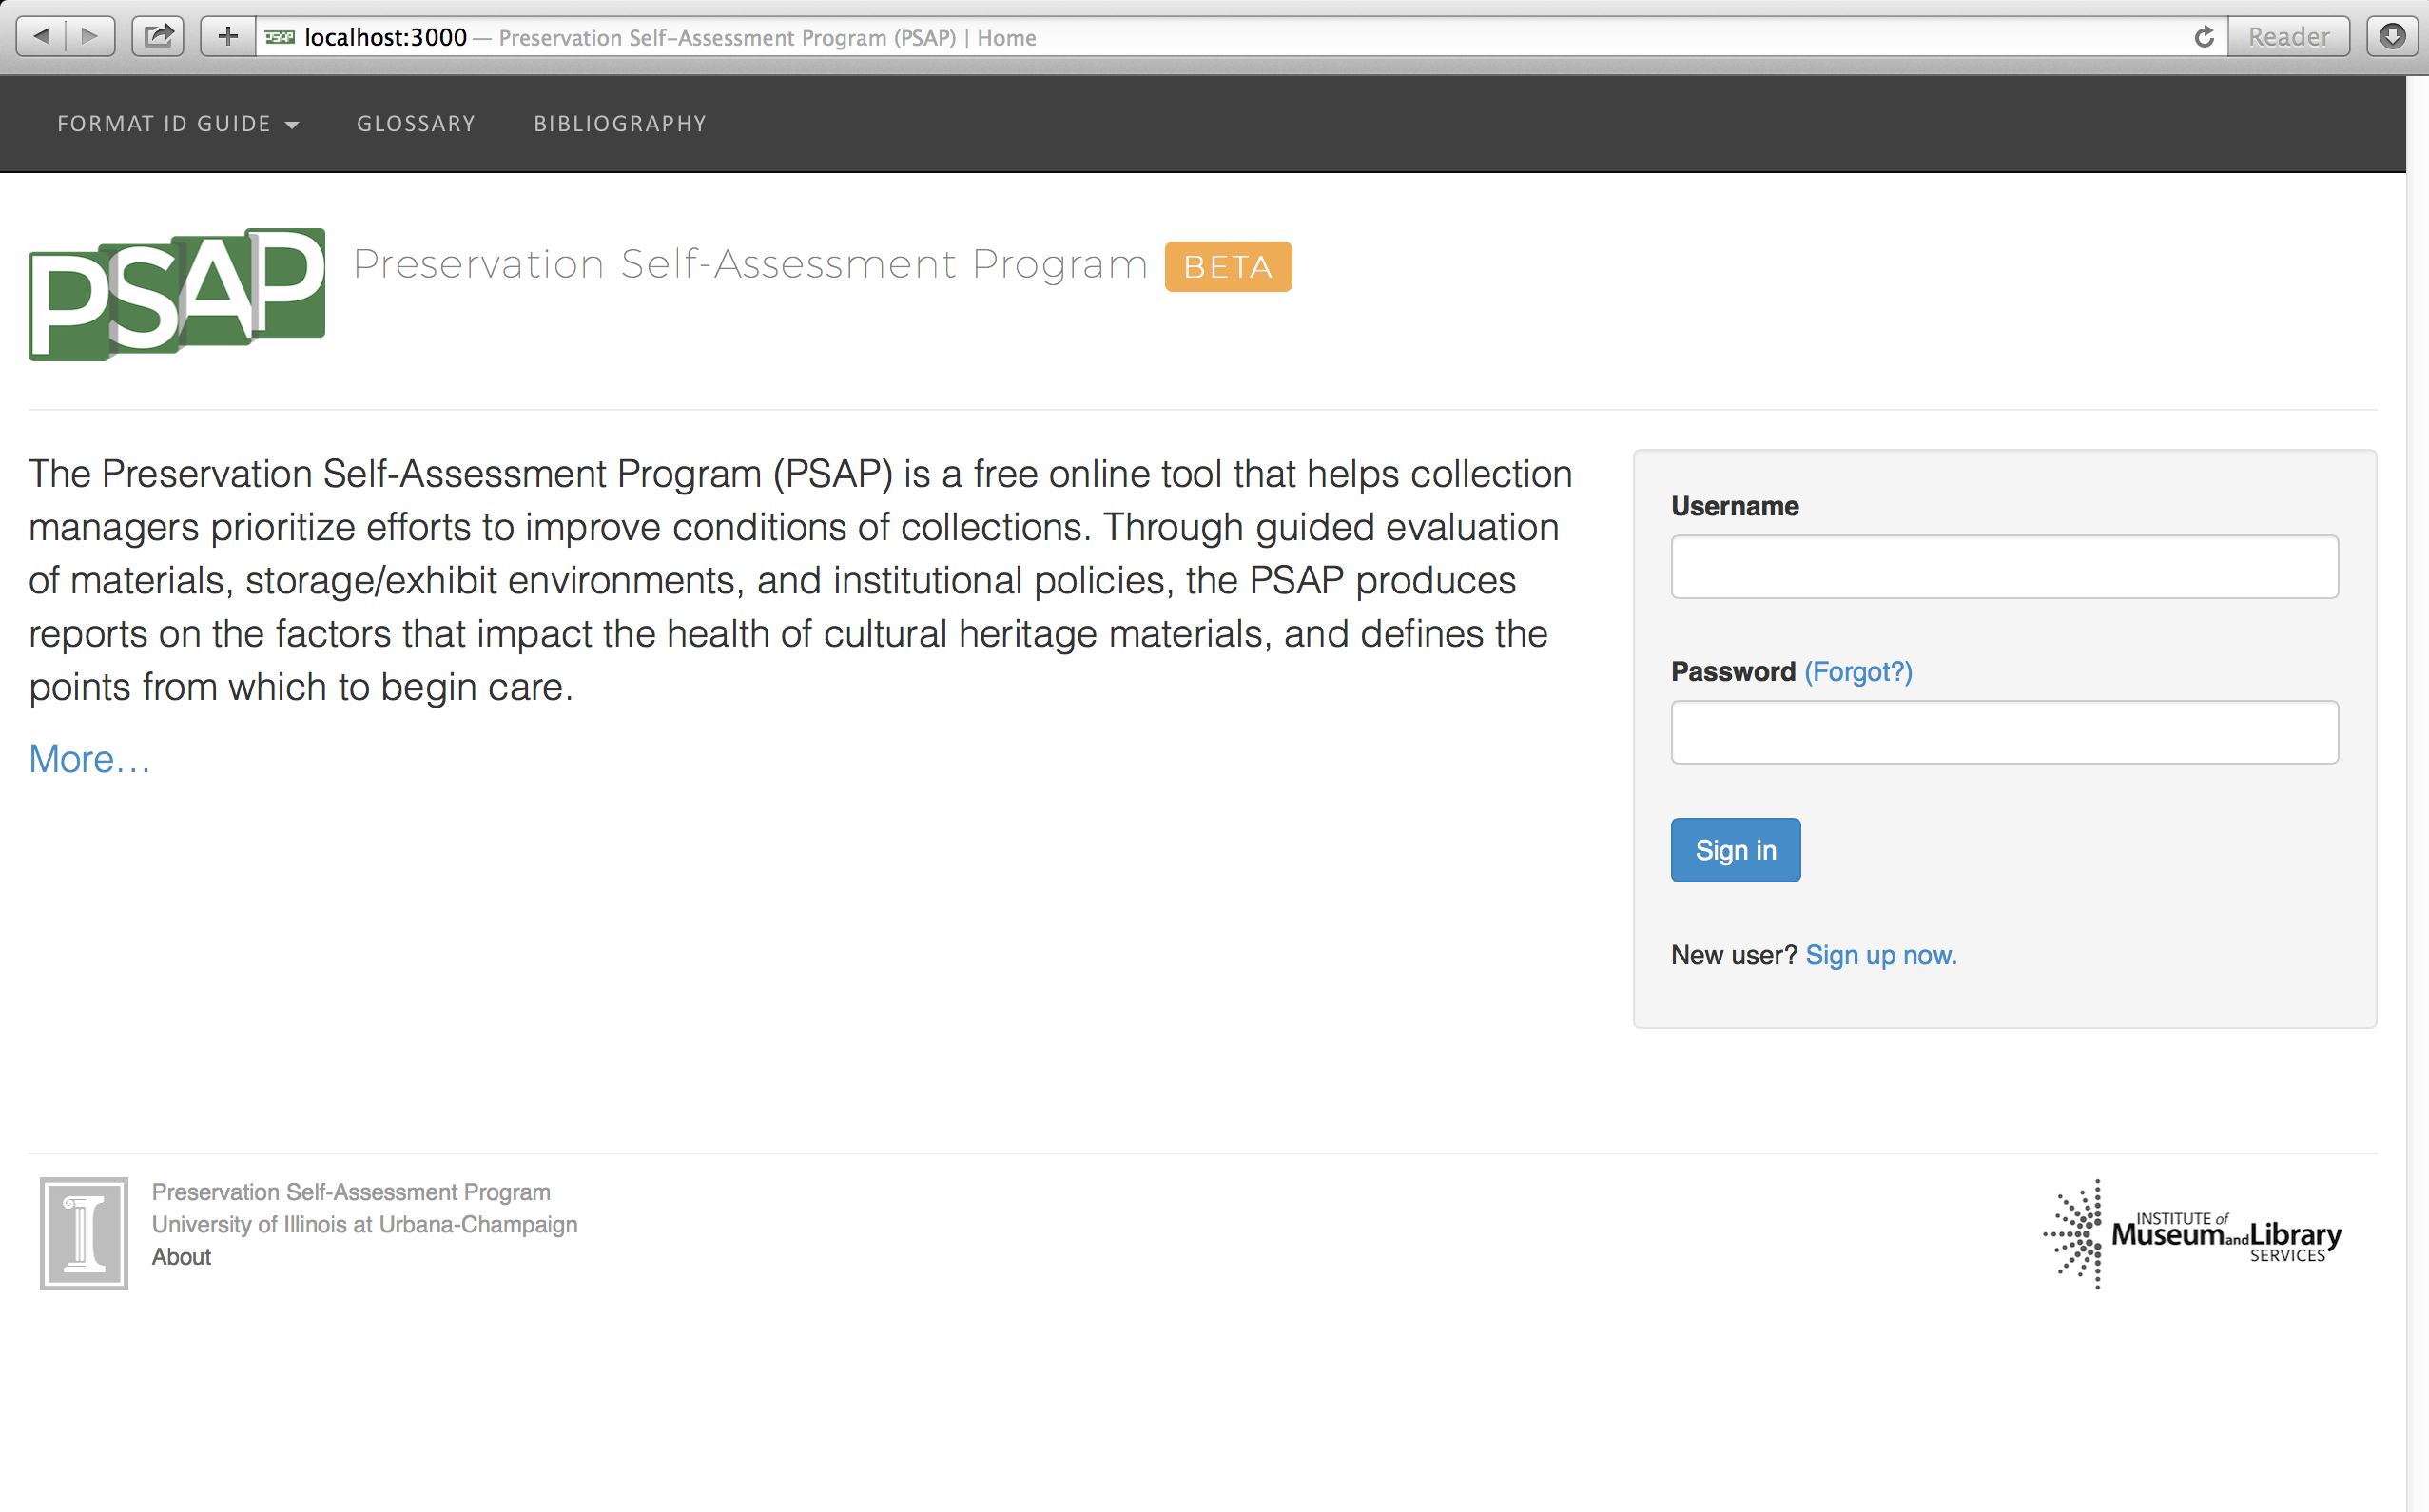 localhost:3000 — Preservation Self-Assessment Program (PSAP) | Home
Reader
FORMAT ID GUIDE
GLOSSARY
BIBLIOGRAPHY
PSAP
Preservation Self-Assessment Program BETA
The Preservation Self-Assessment Program (PSAP) is a free online tool that helps collection
managers prioritize efforts to improve conditions of collections. Through guided evaluation
of materials, storage/exhibit environments, and institutional policies, the PSAP produces
reports on the factors that impact the health of cultural heritage materials, and defines the
points from which to begin care.
More…
Username
Password (Forgot?)
Sign in
New user? Sign up now.
Preservation Self-Assessment Program
University of Illinois at Urbana-Champaign
About
INSTITUTE of
Museum and Library
SERVICES